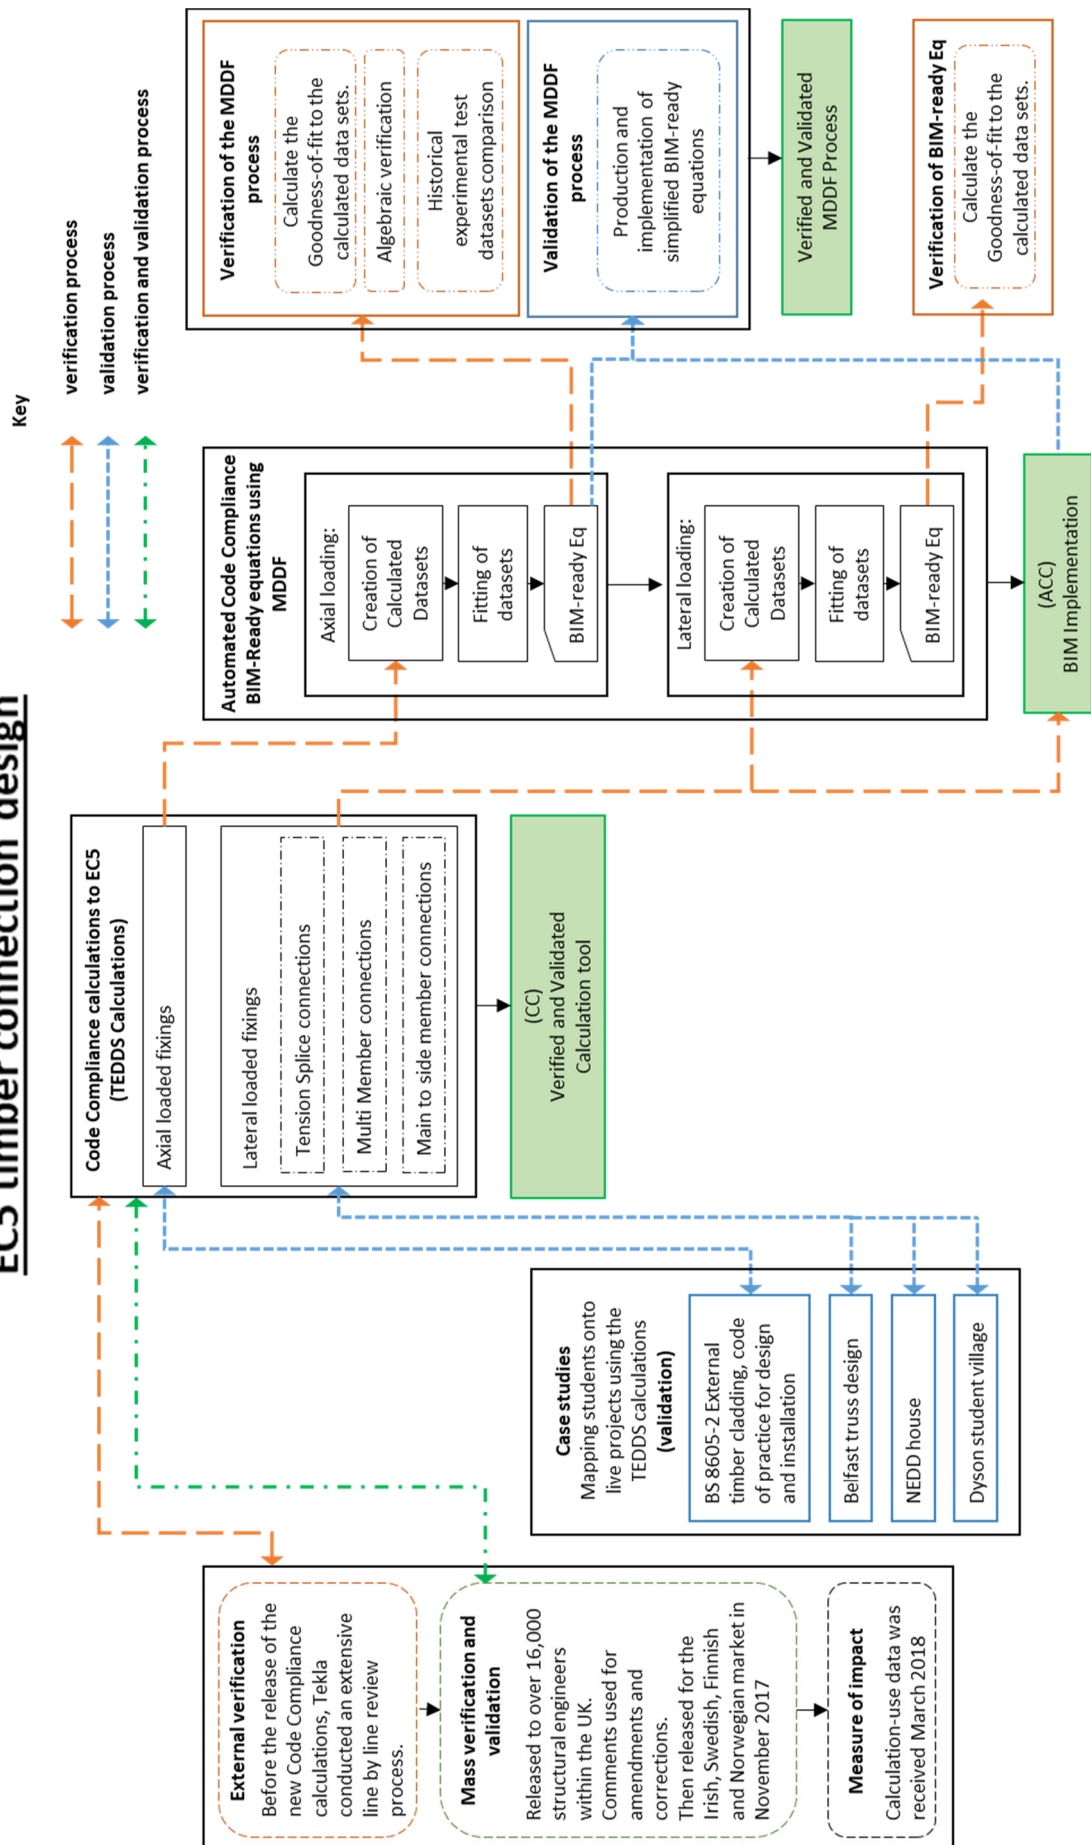 EC5 timber connection design
Key
verification process
validation process
verification and validation process
External verification
Before the release of the
new Code Compliance
calculations, Tekla
conducted an extensive
line by line review
process.
Mass verification and
validation
Released to over 16,000
structural engineers
within the UK.
Comments used for
amendments and
corrections.
Then released for the
Irish, Swedish, Finnish
and Norwegian market in
November 2017
Measure of impact
Calculation-use data was
received March 2018
Case studies
Mapping students onto
live projects using the
TEDDS calculations
(validation)
BS 8605-2 External
timber cladding, code
of practice for design
and installation
Belfast truss design
NEDD house
Dyson student village
Code Compliance calculations to EC5
(TEDDS Calculations)
Axial loaded fixings
Lateral loaded fixings
Tension Splice connections
Multi Member connections
Main to side member connections
(CC)
Verified and Validated
Calculation tool
Automated Code Compliance
BIM-Ready equations using
MDDF
Axial loading:
Creation of
Calculated
Datasets
Fitting of
datasets
BIM-ready Eq
Lateral loading:
Creation of
Calculated
Datasets
Fitting of
datasets
BIM-ready Eq
(ACC)
BIM Implementation
Verification of the MDDF
process
Calculate the
Goodness-of-fit to the
calculated data sets.
Algebraic verification
Historical
experimental test
datasets comparison
Validation of the MDDF
process
Production and
implementation of
simplified BIM-ready
equations
Verified and Validated
MDDF Process
Verification of BIM-ready Eq
Calculate the
Goodness-of-fit to the
calculated data sets.